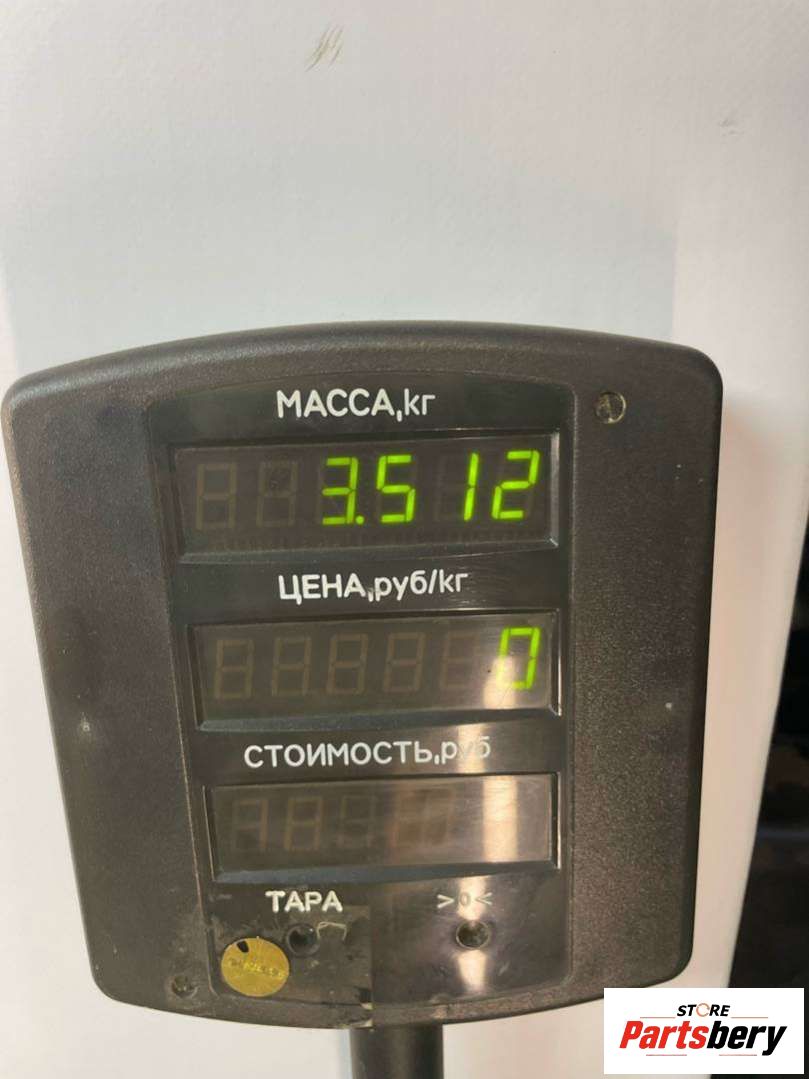 МАССА,кг
3.512
ЦЕНА,руб/кг
0
СТОИМОСТЬ,руб
ТАРА >0<
STORE
Partsbery